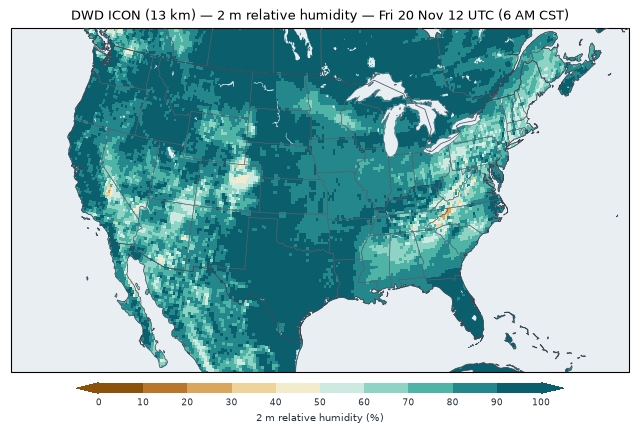 DWD ICON (13 km) — 2 m relative humidity — Fri 20 Nov 12 UTC (6 AM CST)
0 10 20 30 40 50 60 70 80 90 100
2 m relative humidity (%)